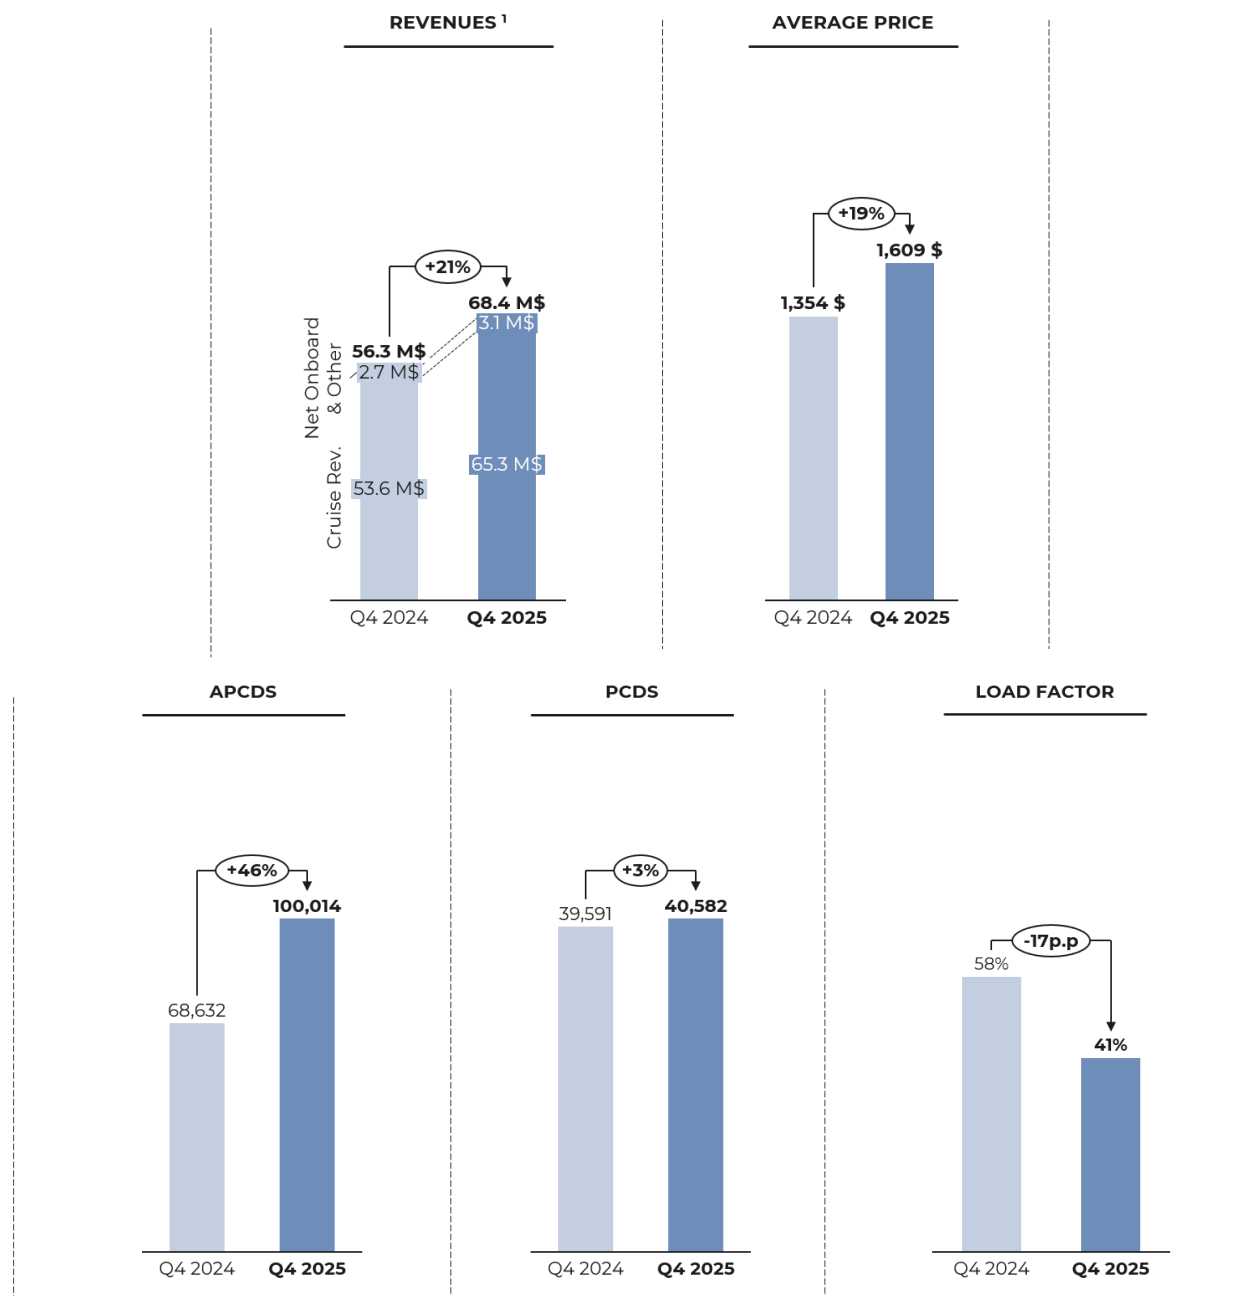 REVENUES ¹
+21%
68.4 M$
3.1 M$
56.3 M$
2.7 M$
Net Onboard
& Other
65.3 M$
53.6 M$
Cruise Rev.
Q4 2024
Q4 2025
AVERAGE PRICE
+19%
1,609 $
1,354 $
Q4 2024
Q4 2025
APCDS
+46%
100,014
68,632
Q4 2024
Q4 2025
PCDS
+3%
39,591
40,582
Q4 2024
Q4 2025
LOAD FACTOR
-17p.p
58%
41%
Q4 2024
Q4 2025